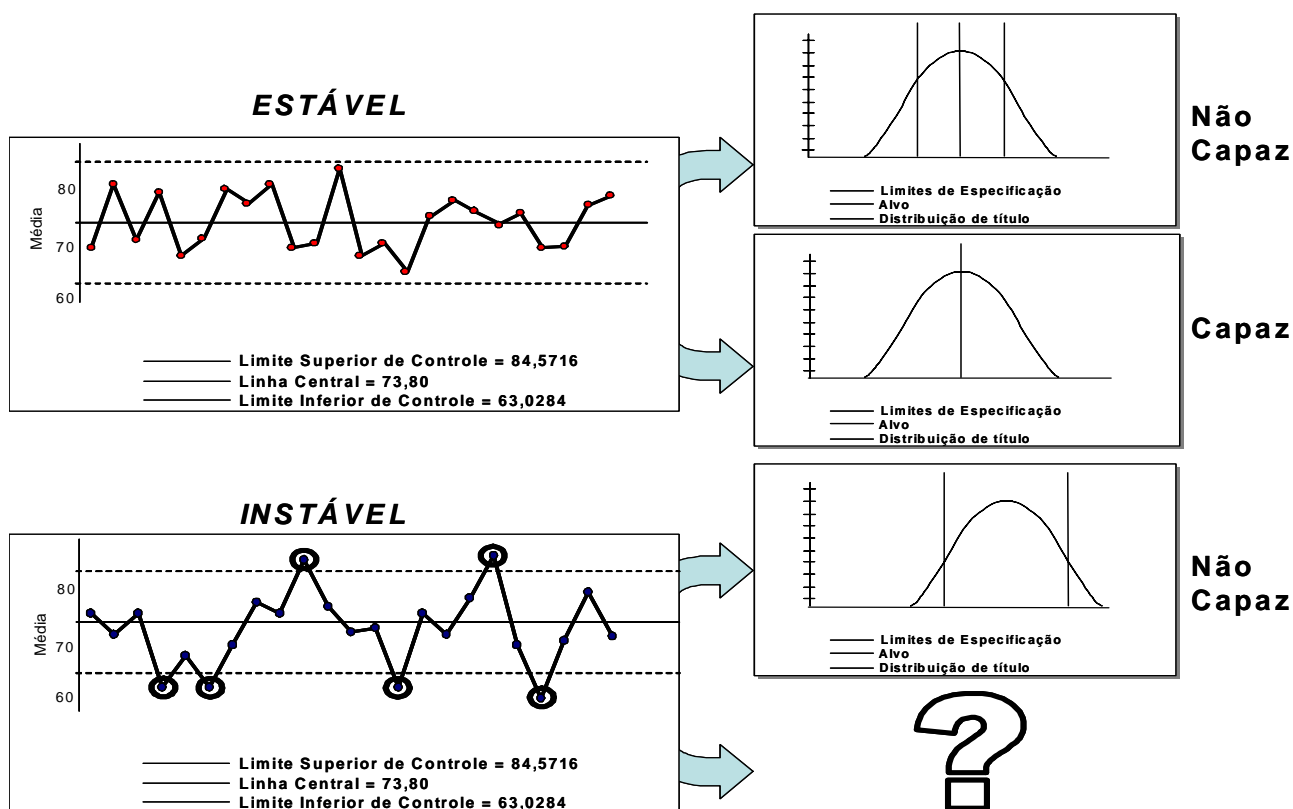 ESTÁVEL
80
70
60
Média
Limite Superior de Controle = 84,5716
Linha Central = 73,80
Limite Inferior de Controle = 63,0284
Limites de Especificação
Alvo
Distribuição de título
Não
Capaz
Limites de Especificação
Alvo
Distribuição de título
Capaz
INSTÁVEL
80
70
60
Média
Limite Superior de Controle = 84,5716
Linha Central = 73,80
Limite Inferior de Controle = 63,0284
Limites de Especificação
Alvo
Distribuição de título
Não
Capaz
?